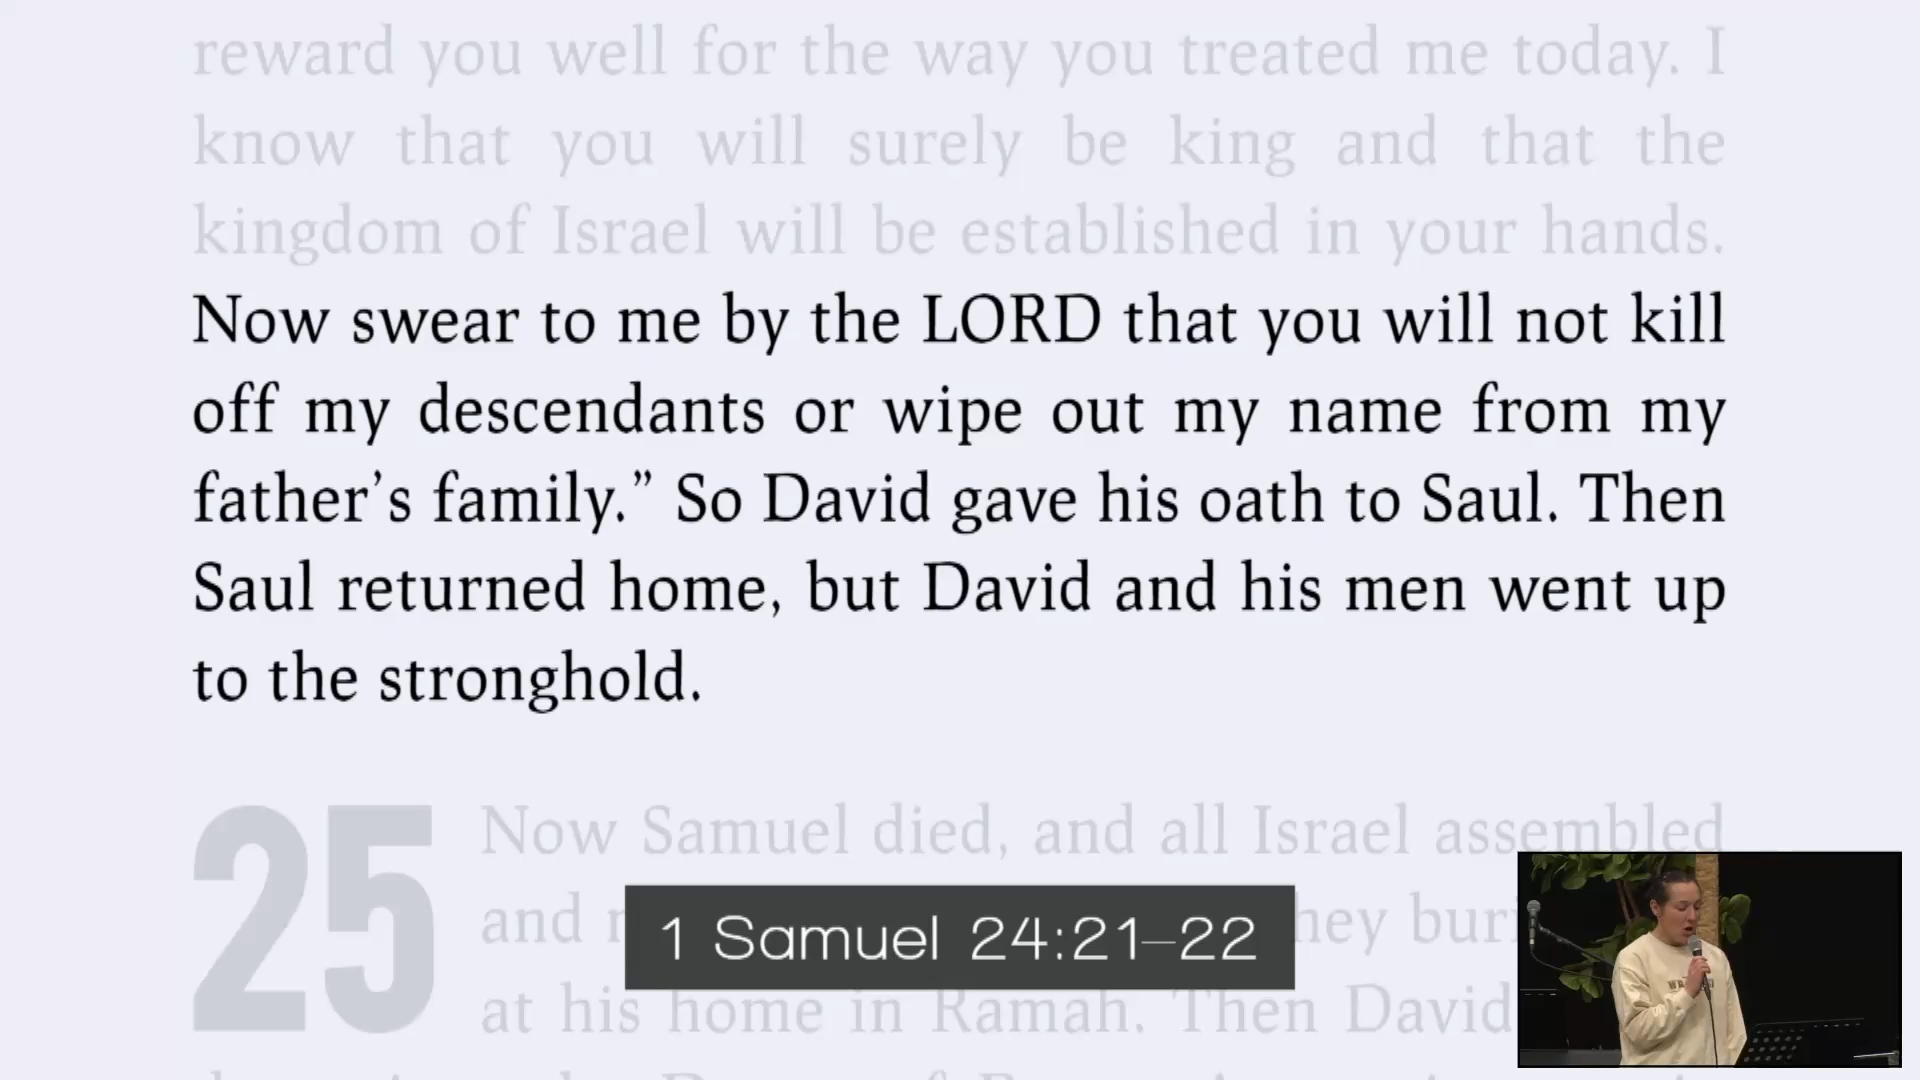 reward you well for the way you treated me today. I
know that you will surely be king and that the
kingdom of Israel will be established in your hands.
Now swear to me by the LORD that you will not kill
off my descendants or wipe out my name from my
father’s family.” So David gave his oath to Saul. Then
Saul returned home, but David and his men went up
to the stronghold.
25 Now Samuel died, and all Israel assembled
and
1 Samuel 24:21–22
at his home in Ramah. Then David